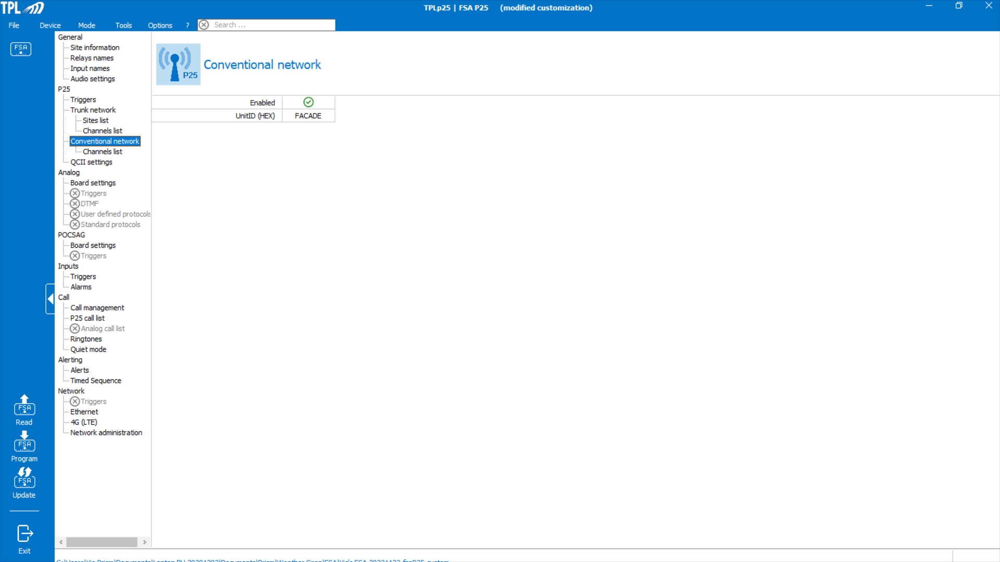 TPL
TPLp25 | FSA P25 (modified customization)
File Device Mode Tools Options ? Search ...
FSA
General
Site information
Relays names
Input names
Audio settings
P25
Triggers
Trunk network
Sites list
Channels list
Conventional network
Channels list
QCII settings
Analog
Board settings
Triggers
DTMF
User defined protocols
Standard protocols
POCSAG
Board settings
Triggers
Inputs
Triggers
Alarms
Call
Call management
P25 call list
Analog call list
Ringtones
Quiet mode
Alerting
Alerts
Timed Sequence
Network
Triggers
Ethernet
4G (LTE)
Network administration
P25
Conventional network
Enabled
UnitID (HEX) FACADE
FSA
Read
FSA
Program
FSA
Update
Exit